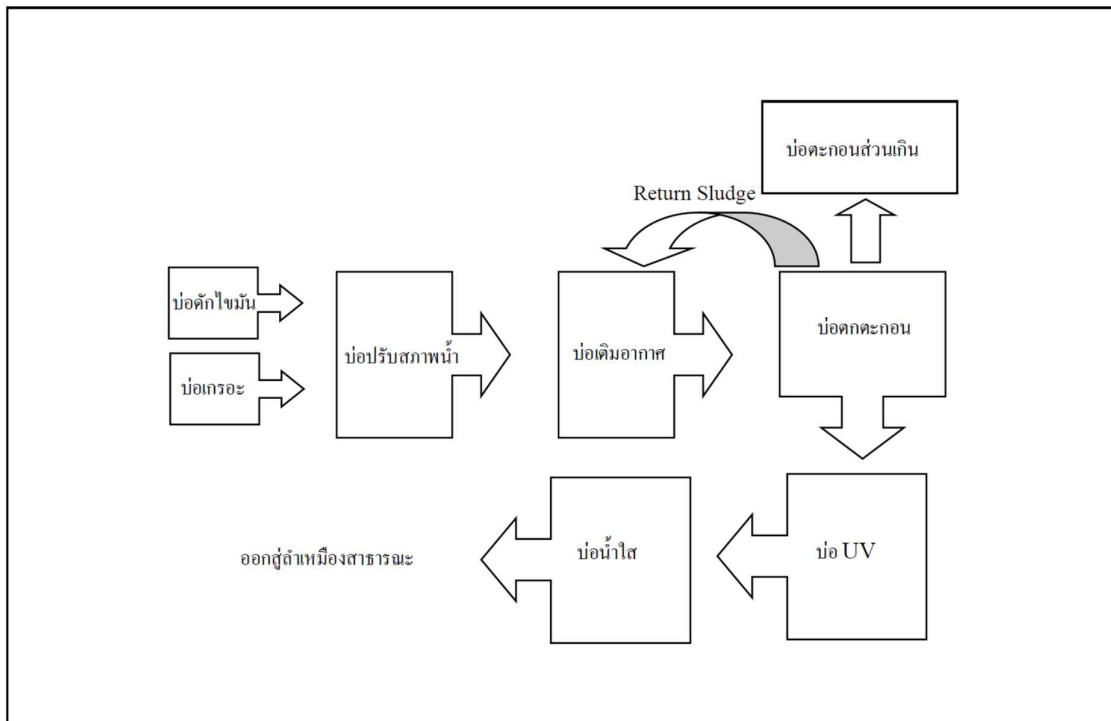 บ่อตะกอนส่วนเกิน
Return Sludge
บ่อดักไขมัน
บ่อเกรอะ
บ่อปรับสภาพน้ำ
บ่อเติมอากาศ
บ่อตกตะกอน
บ่อ UV
บ่อน้ำใส
ออกสู่ลำเหมืองสาธารณะ